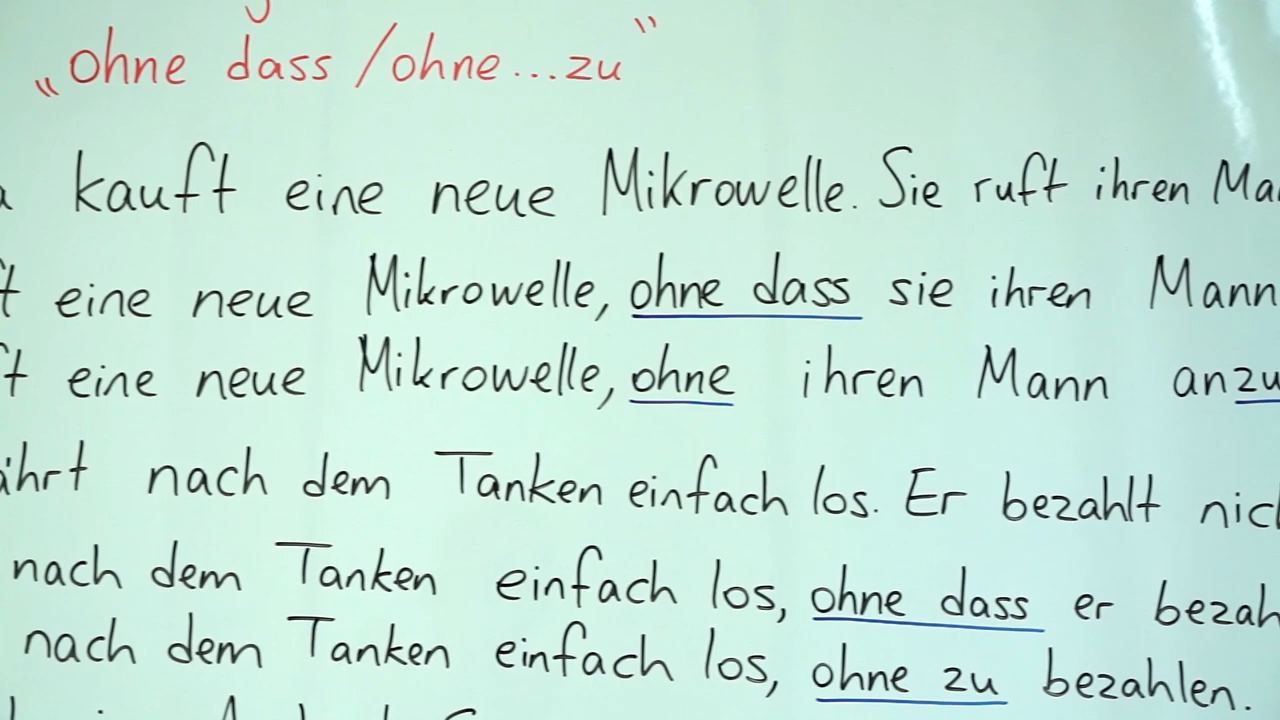 „ohne dass / ohne...zu"
kauft eine neue Mikrowelle. Sie ruft ihren
eine neue Mikrowelle, ohne dass sie ihren Mann
eine neue Mikrowelle, ohne ihren Mann anzu
nach dem Tanken einfach los. Er bezahlt
nach dem Tanken einfach los, ohne dass er
nach dem Tanken einfach los, ohne zu bezahlen.